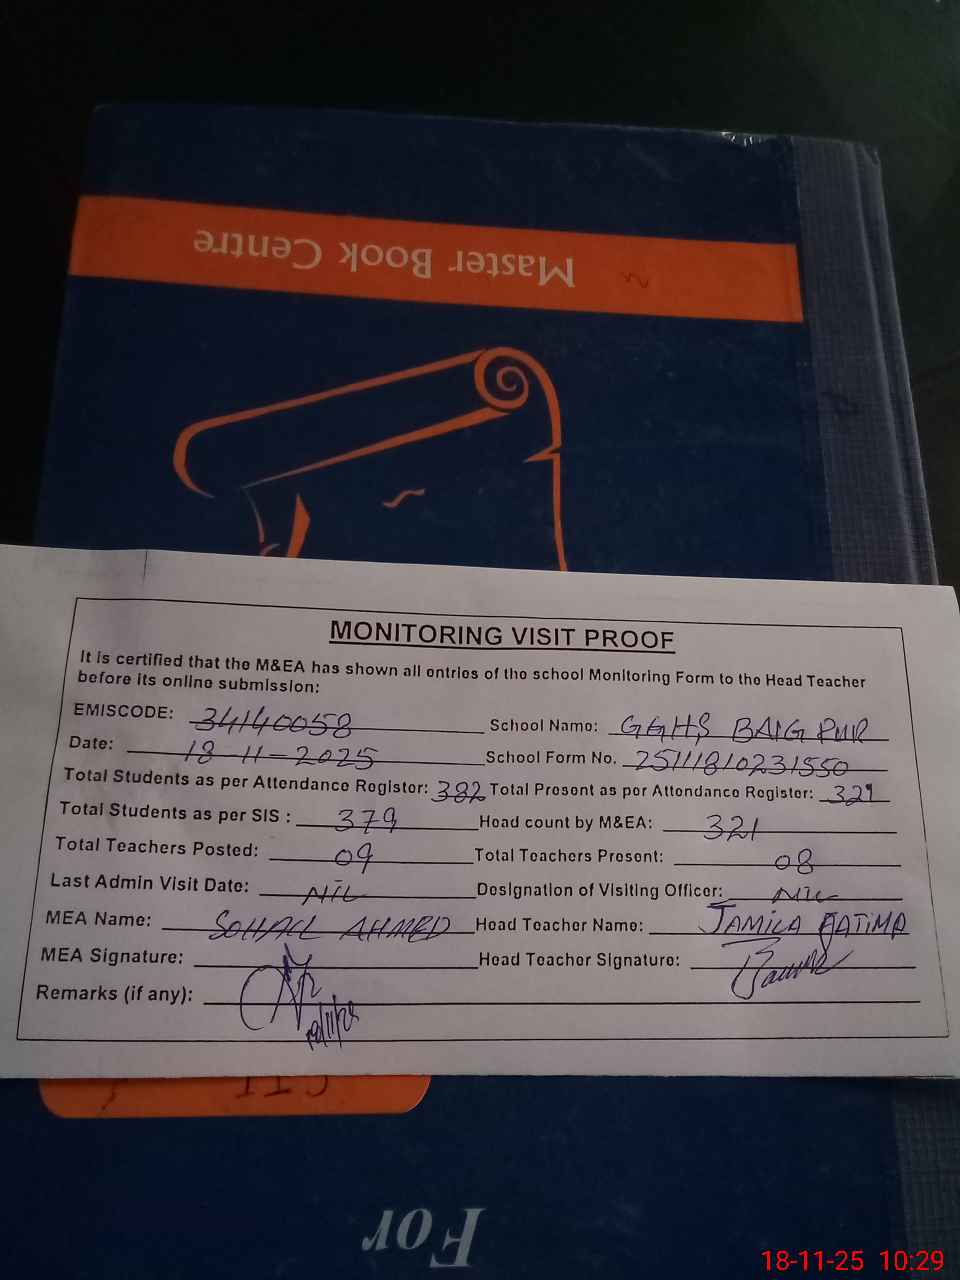 Master Book Centre
MONITORING VISIT PROOF
It is certified that the M&EA has shown all entries of the school Monitoring Form to the Head Teacher
before its online submission:
EMISCODE: 34140058 School Name: GGHS BAIG PUR
Date: 18-11-2025 School Form No. 25111810231550
Total Students as per Attendance Register: 382 Total Present as per Attendance Register: 321
Total Students as per SIS : 379 Head count by M&EA: 321
Total Teachers Posted: 09 Total Teachers Present: 08
Last Admin Visit Date: NIL Designation of Visiting Officer: NIL
MEA Name: SOHAIL AHMED Head Teacher Name: JAMILA FATIMA
MEA Signature: Head Teacher Signature:
Remarks (if any):
For
18-11-25 10:29